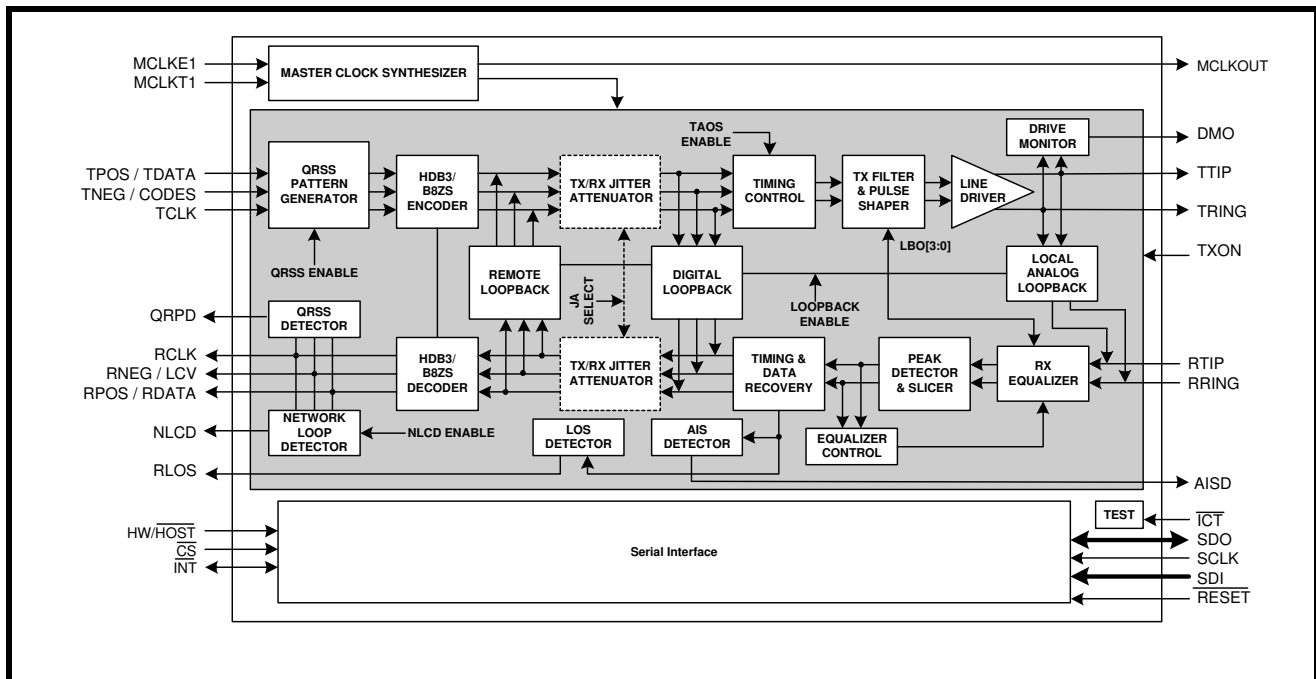 MCLKE1
MCLKT1
MASTER CLOCK SYNTHESIZER
MCLKOUT
TAOS
ENABLE
DRIVE
MONITOR
DMO
TPOS / TDATA
TNEG / CODES
TCLK
QRSS
PATTERN
GENERATOR
HDB3/
B8ZS
ENCODER
TX/RX JITTER
ATTENUATOR
TIMING
CONTROL
TX FILTER
& PULSE
SHAPER
LINE
DRIVER
TTIP
TRING
QRSS ENABLE
REMOTE
LOOPBACK
JA
SELECT
DIGITAL
LOOPBACK
LOOPBACK
ENABLE
LBO[3:0]
LOCAL
ANALOG
LOOPBACK
TXON
QRPD
QRSS
DETECTOR
RCLK
RNEG / LCV
RPOS / RDATA
HDB3/
B8ZS
DECODER
TX/RX JITTER
ATTENUATOR
TIMING &
DATA
RECOVERY
PEAK
DETECTOR
& SLICER
RX
EQUALIZER
RTIP
RRING
NLCD
NETWORK
LOOP
DETECTOR
NLCD ENABLE
LOS
DETECTOR
AIS
DETECTOR
EQUALIZER
CONTROL
RLOS
AISD
HW/HOST
CS
INT
Serial Interface
TEST
ICT
SDO
SCLK
SDI
RESET